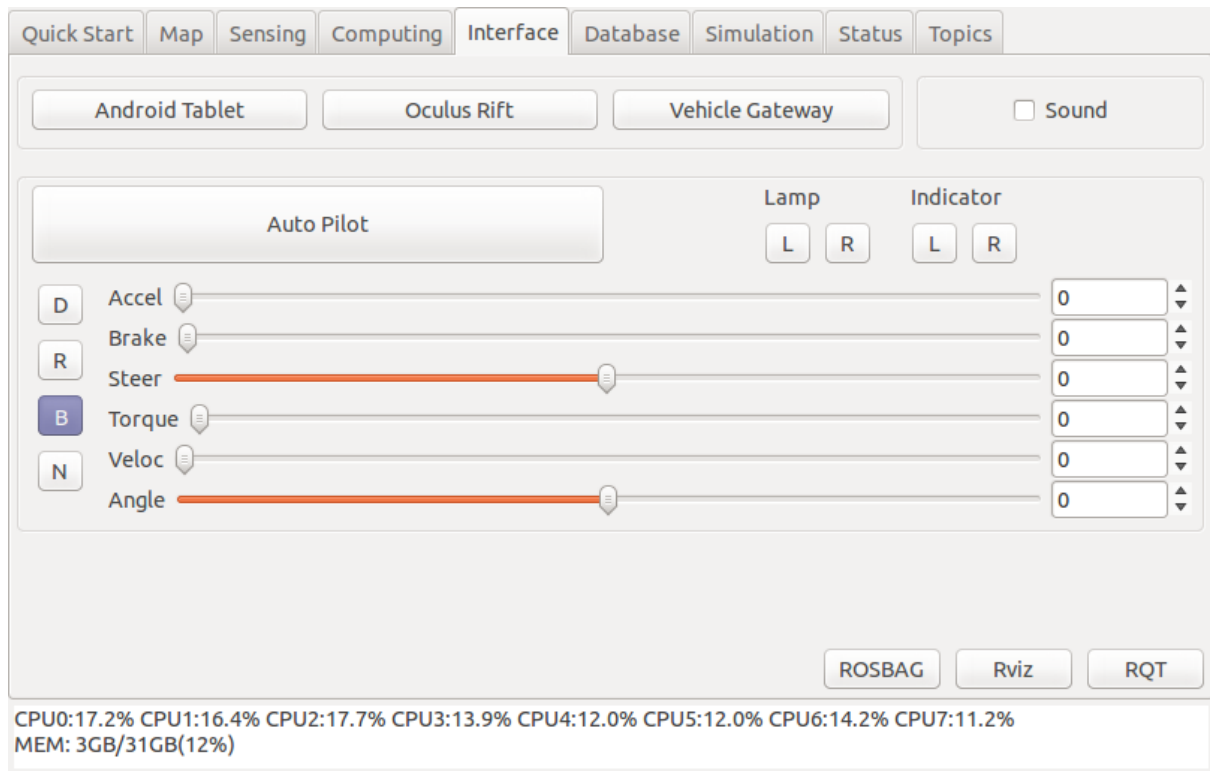 Quick Start Map Sensing Computing Interface Database Simulation Status Topics
Android Tablet Oculus Rift Vehicle Gateway Sound
Lamp Indicator
Auto Pilot
L R L R
D
Accel 0
Brake 0
R
Steer 0
B
Torque 0
Veloc 0
N
Angle 0
ROSBAG Rviz RQT
CPU0:17.2% CPU1:16.4% CPU2:17.7% CPU3:13.9% CPU4:12.0% CPU5:12.0% CPU6:14.2% CPU7:11.2%
MEM: 3GB/31GB(12%)